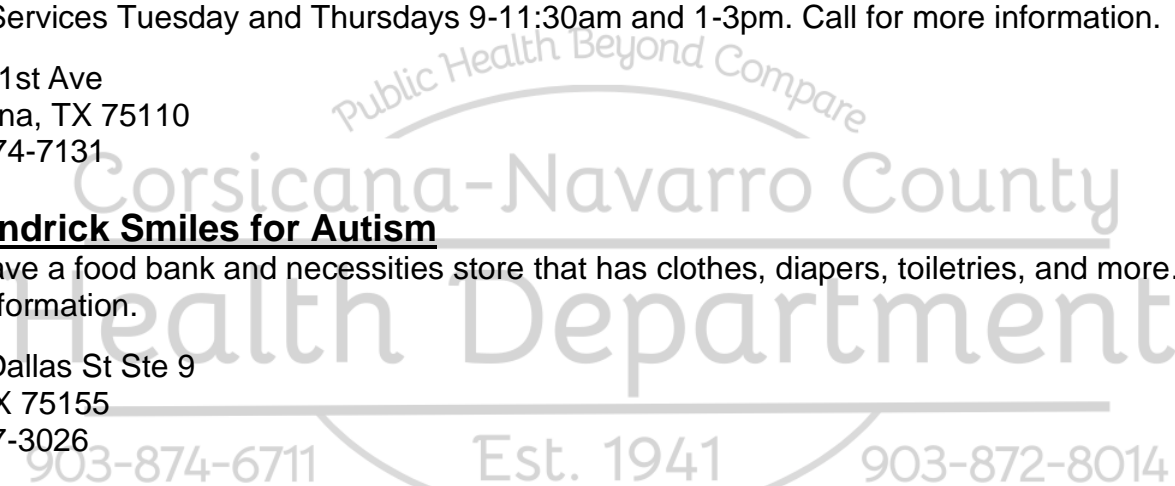 Services Tuesday and Thursdays 9-11:30am and 1-3pm. Call for more information.
Public Health Beyond Compare
1st Ave
na, TX 75110
74-7131
Corsicana-Navarro County
ndrick Smiles for Autism
ave a food bank and necessities store that has clothes, diapers, toiletries, and more.
formation.
Health Department
Dallas St Ste 9
X 75155
7-3026
903-874-6711 Est. 1941 903-872-8014